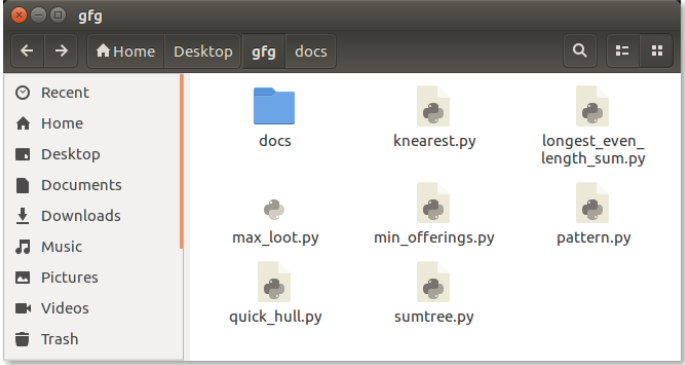 gfg
Home Desktop gfg docs
Recent
Home
Desktop
Documents
Downloads
Music
Pictures
Videos
Trash
docs
knearest.py
longest_even_
length_sum.py
max_loot.py
min_offerings.py
pattern.py
quick_hull.py
sumtree.py